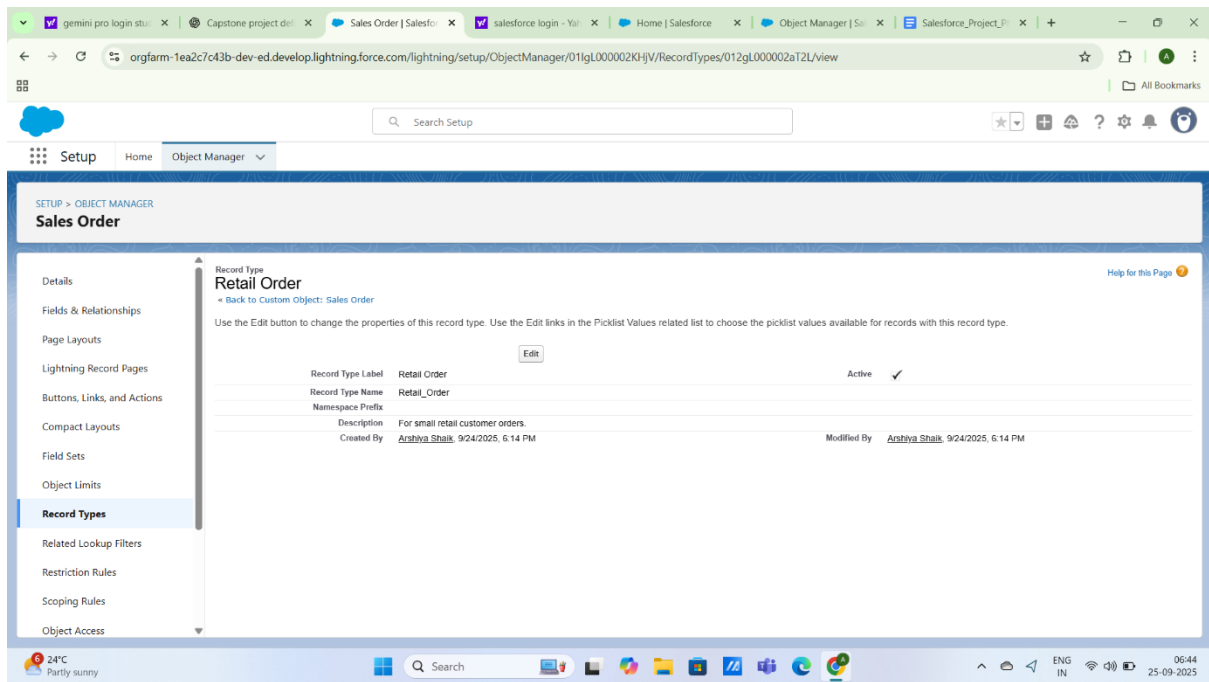 gemini pro login stud
Capstone project def
Sales Order | Salesfor
salesforce login - Yah
Home | Salesforce
Object Manager | Sal
Salesforce_Project_Pl
orgfarm-1ea2c7c43b-dev-ed.develop.lightning.force.com/lightning/setup/ObjectManager/01IgL000002KHjV/RecordTypes/012gL000002aT2L/view
A
All Bookmarks
Search Setup
Setup
Home
Object Manager
SETUP > OBJECT MANAGER
Sales Order
Details
Fields & Relationships
Page Layouts
Lightning Record Pages
Buttons, Links, and Actions
Compact Layouts
Field Sets
Object Limits
Record Types
Related Lookup Filters
Restriction Rules
Scoping Rules
Object Access
Record Type
Retail Order
« Back to Custom Object: Sales Order
Help for this Page
Use the Edit button to change the properties of this record type. Use the Edit links in the Picklist Values related list to choose the picklist values available for records with this record type.
Edit
Record Type Label Retail Order Active
Record Type Name Retail_Order
Namespace Prefix
Description For small retail customer orders.
Created By Arshiya Shaik, 9/24/2025, 6:14 PM Modified By Arshiya Shaik, 9/24/2025, 6:14 PM
6
24°C
Partly sunny
Search
ENG
IN
06:44
25-09-2025